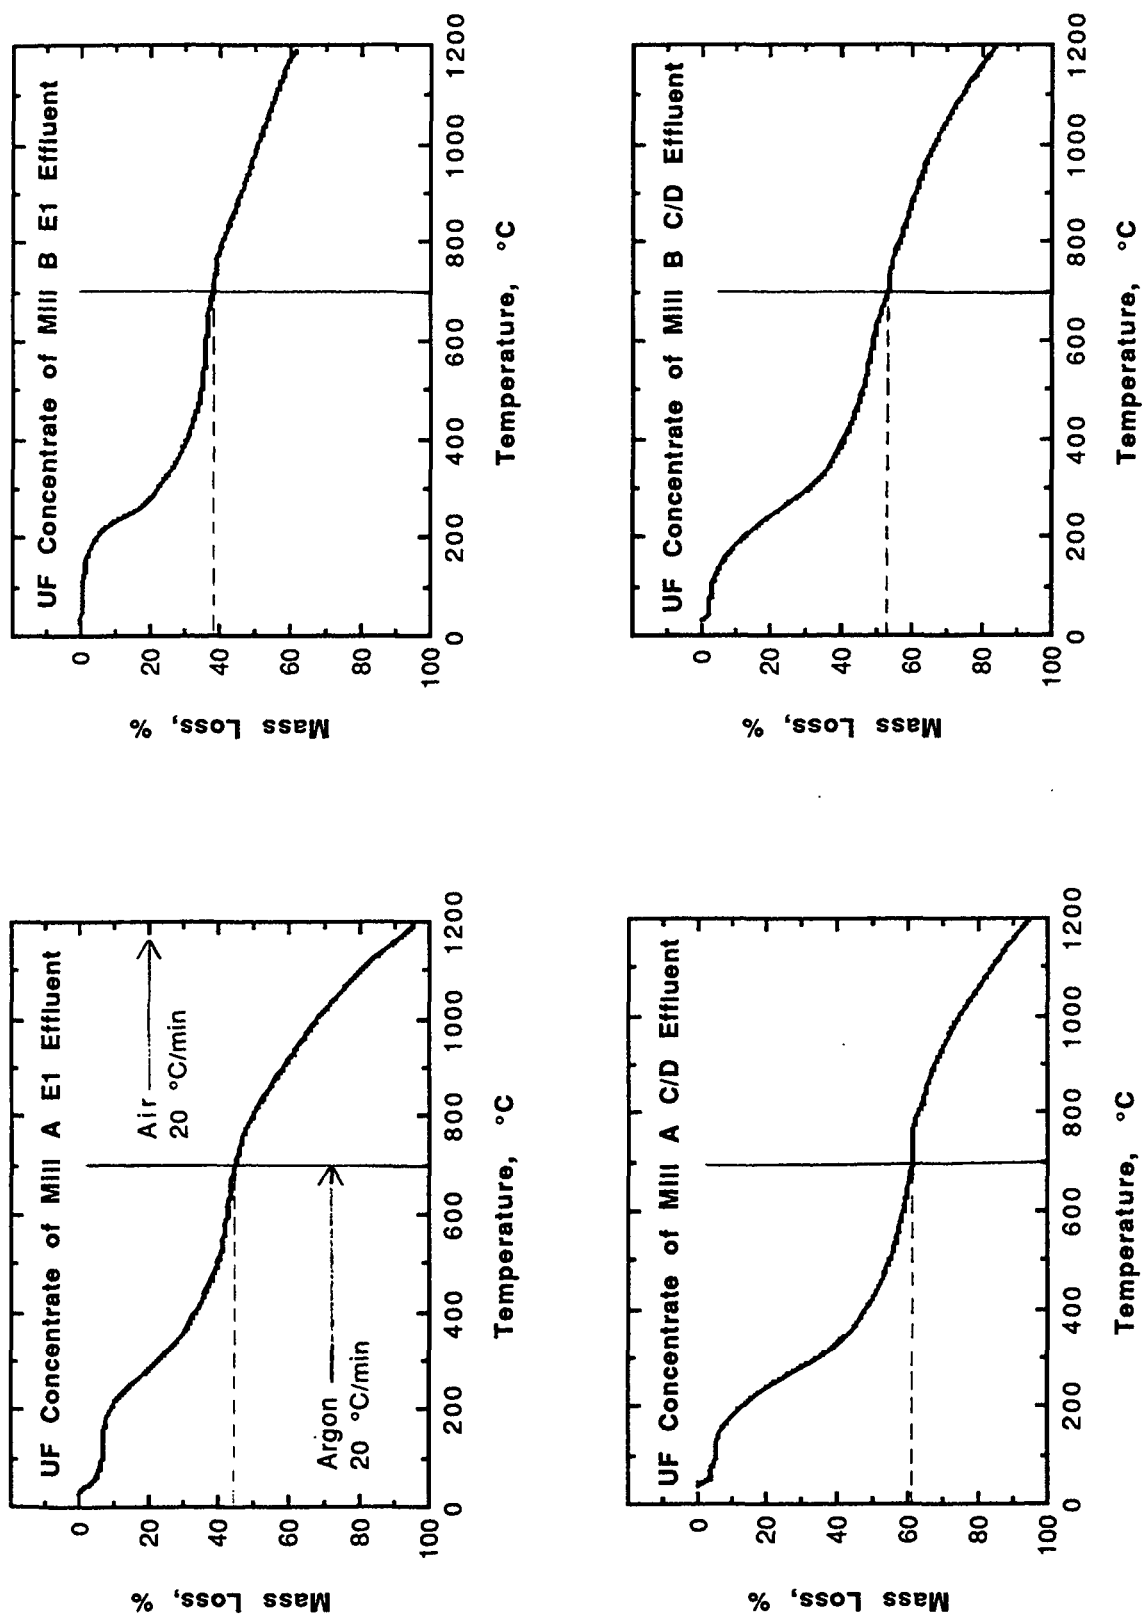 UF Concentrate of Mill A E1 Effluent
Air
20 °C/min
Argon
20 °C/min
0
20
40
60
80
100
Mass Loss, %
0 200 400 600 800 1000 1200
Temperature, °C
UF Concentrate of Mill B E1 Effluent
0
20
40
60
80
100
Mass Loss, %
0 200 400 600 800 1000 1200
Temperature, °C
UF Concentrate of Mill A C/D Effluent
0
20
40
60
80
100
Mass Loss, %
0 200 400 600 800 1000 1200
Temperature, °C
UF Concentrate of Mill B C/D Effluent
0
20
40
60
80
100
Mass Loss, %
0 200 400 600 800 1000 1200
Temperature, °C